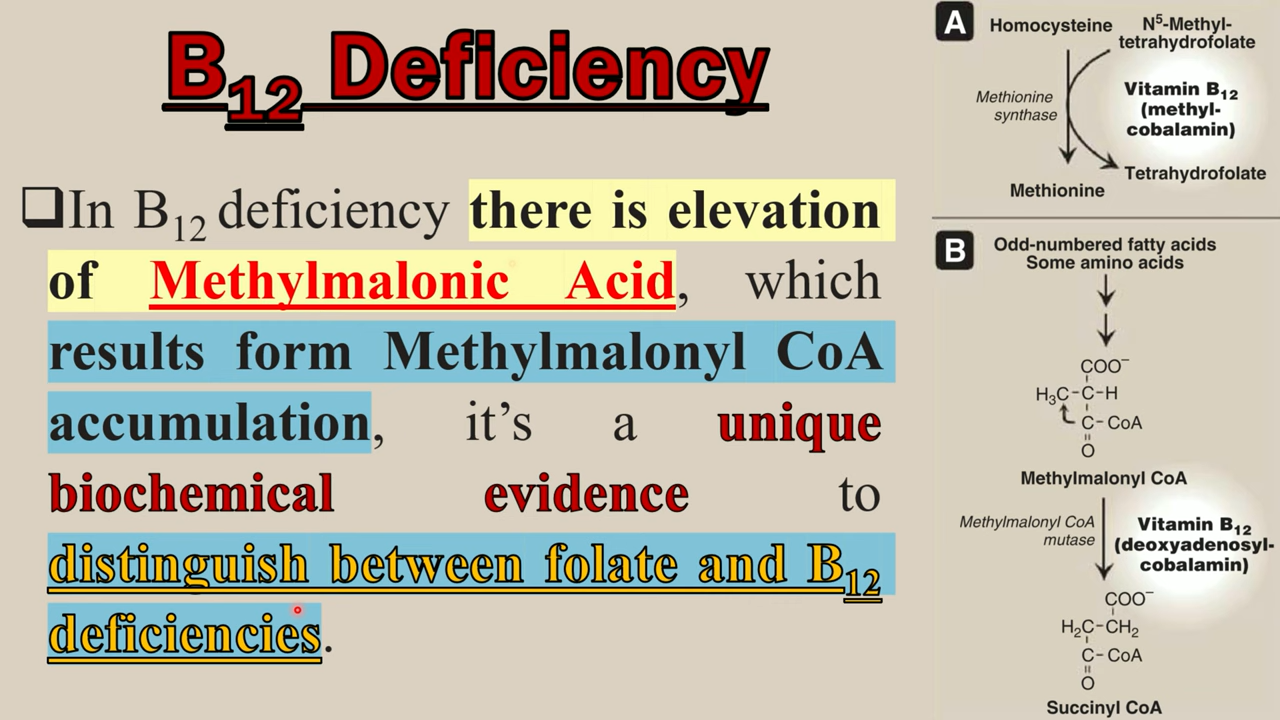 B₁₂ Deficiency
❑In B₁₂ deficiency there is elevation
of Methylmalonic Acid, which
results form Methylmalonyl CoA
accumulation, it’s a unique
biochemical evidence to
distinguish between folate and B₁₂
deficiencies.
A
Homocysteine
N⁵-Methyl-
tetrahydrofolate
Methionine
synthase
Vitamin B₁₂
(methyl-
cobalamin)
Tetrahydrofolate
Methionine
B
Odd-numbered fatty acids
Some amino acids
COO⁻
H₃C-C-H
C-CoA
O
Methylmalonyl CoA
Methylmalonyl CoA
mutase
Vitamin B₁₂
(deoxyadenosyl-
cobalamin)
COO⁻
H₂C-CH₂
C-CoA
O
Succinyl CoA